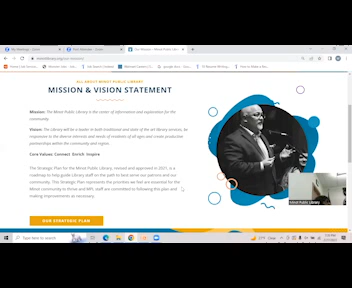 ALL ABOUT MINOT PUBLIC LIBRARY
MISSION & VISION STATEMENT
Mission: The Minot Public Library is the center of information and exploration for the
community.
Vision: The Library will be a leader in both traditional and state of the art library services, be
responsive to the diverse interests and needs of residents of all ages and create productive
partnerships within the community and region.
Core Values: Connect Enrich Inspire
The Strategic Plan for the Minot Public Library, revised and approved in 2021, is
a roadmap to help guide Library staff on the path to best serve our patrons and our
community. This Strategic Plan represents the priorities we feel are essential for the
Minot community to thrive and MPL staff are committed to following this plan and
making improvements as necessary.
OUR STRATEGIC PLAN
Minot Public Library
Type here to search